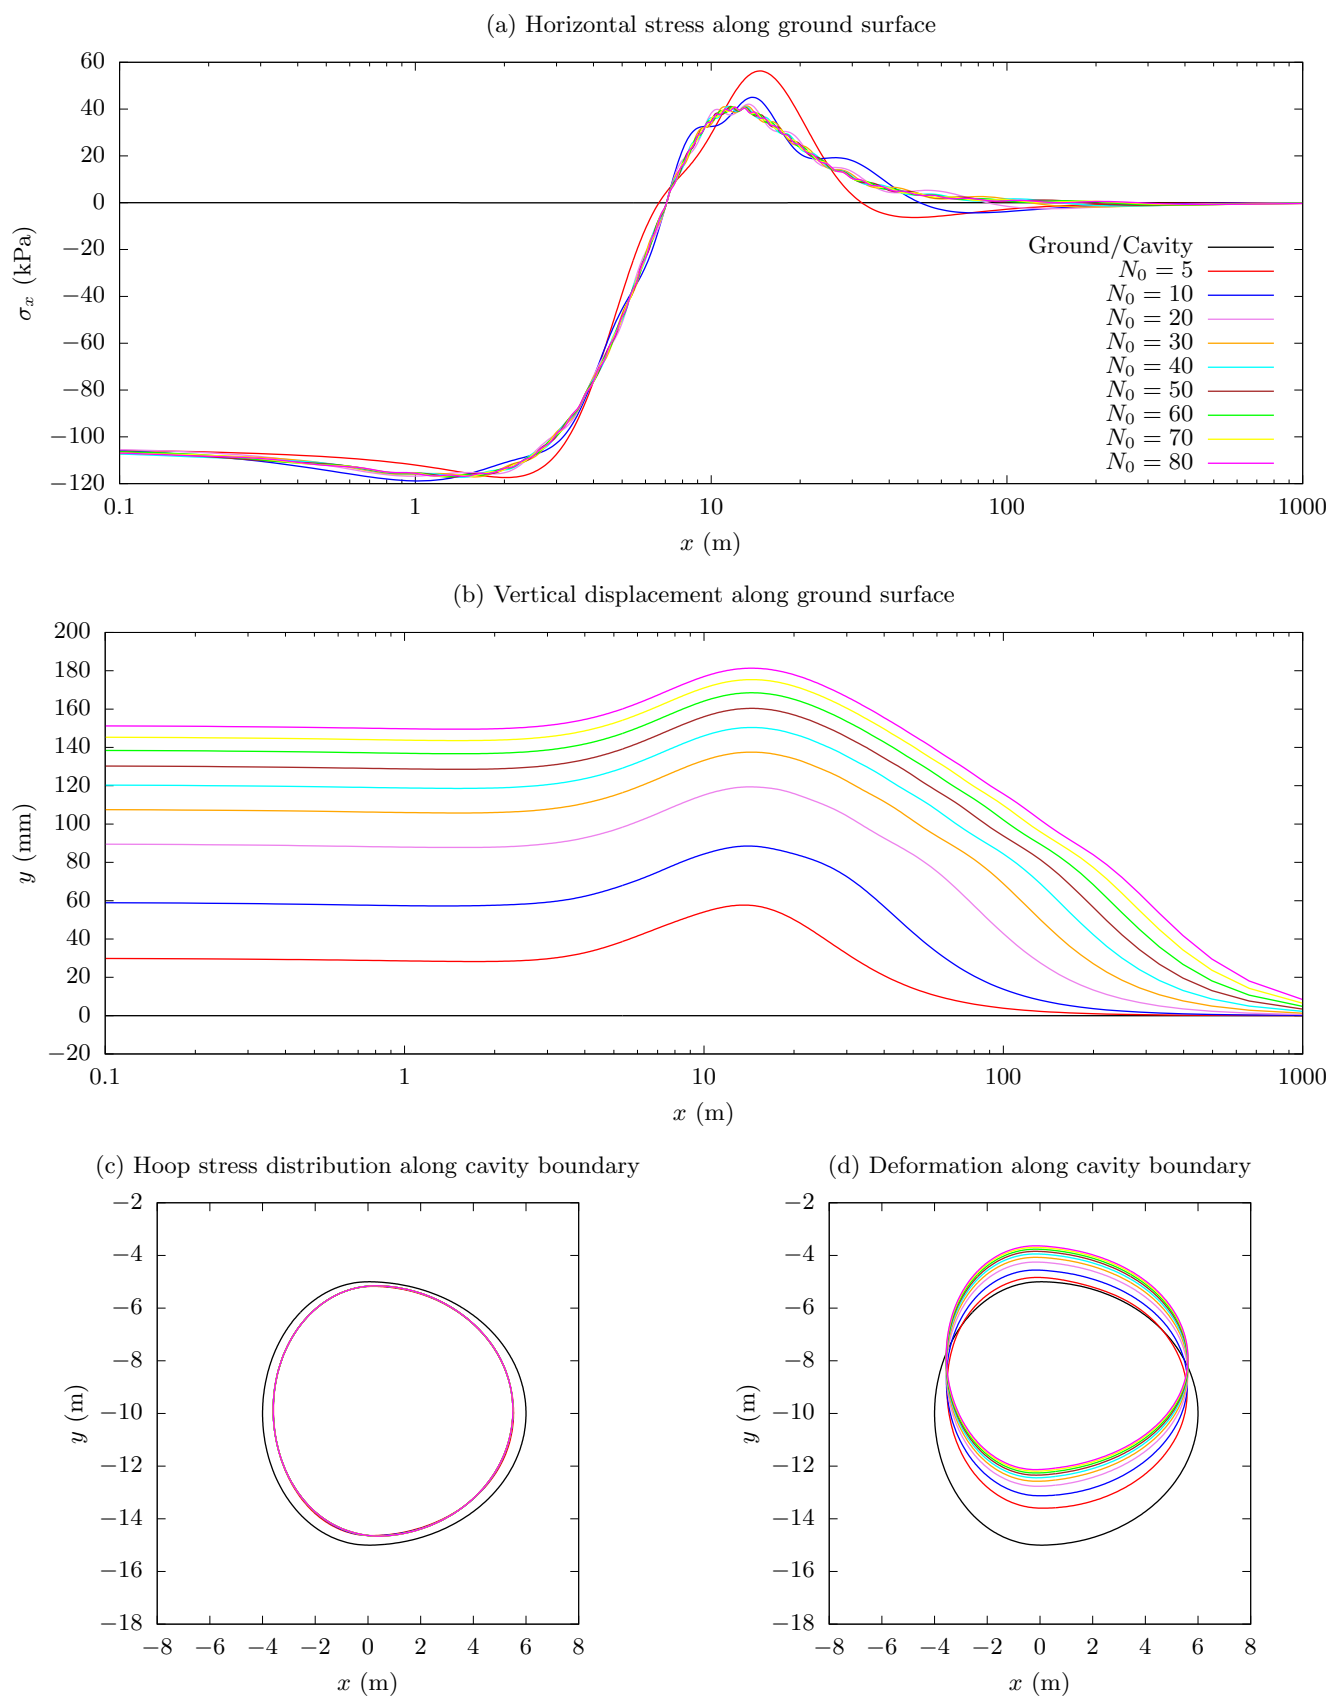 (a) Horizontal stress along ground surface
60
40
20
0
−20
−40
−60
−80
−100
−120
σx (kPa)
0.1 1 10 100 1000
x (m)
Ground/Cavity
N0 = 5
N0 = 10
N0 = 20
N0 = 30
N0 = 40
N0 = 50
N0 = 60
N0 = 70
N0 = 80
(b) Vertical displacement along ground surface
200
180
160
140
120
100
80
60
40
20
0
−20
y (mm)
0.1 1 10 100 1000
x (m)
(c) Hoop stress distribution along cavity boundary
−2
−4
−6
−8
−10
−12
−14
−16
−18
y (m)
−8 −6 −4 −2 0 2 4 6 8
x (m)
(d) Deformation along cavity boundary
−2
−4
−6
−8
−10
−12
−14
−16
−18
y (m)
−8 −6 −4 −2 0 2 4 6 8
x (m)